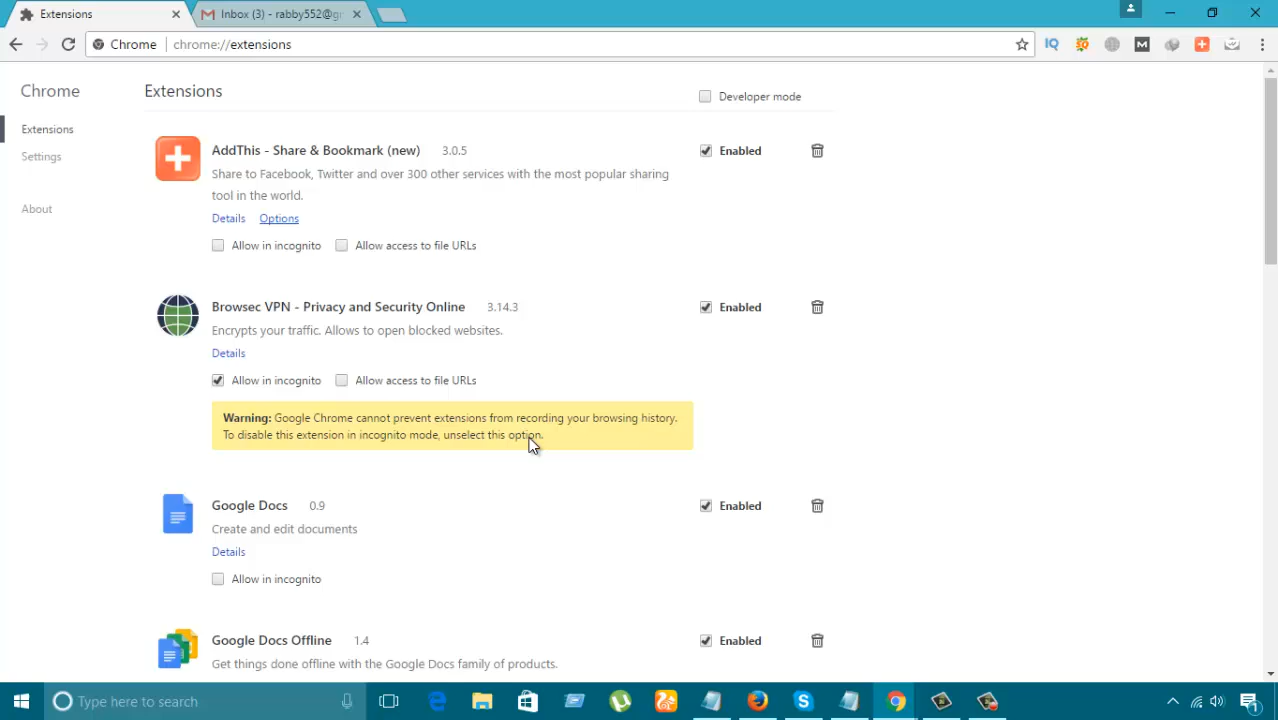 Extensions
Inbox (3) - rabby552@g
Chrome
chrome://extensions
Chrome
Extensions
Developer mode
Extensions
Settings
About
AddThis - Share & Bookmark (new) 3.0.5
Enabled
Share to Facebook, Twitter and over 300 other services with the most popular sharing
tool in the world.
Details Options
Allow in incognito Allow access to file URLs
Browsec VPN - Privacy and Security Online 3.14.3
Enabled
Encrypts your traffic. Allows to open blocked websites.
Details
Allow in incognito Allow access to file URLs
Warning: Google Chrome cannot prevent extensions from recording your browsing history.
To disable this extension in incognito mode, unselect this option.
Google Docs 0.9
Enabled
Create and edit documents
Details
Allow in incognito
Google Docs Offline 1.4
Enabled
Get things done offline with the Google Docs family of products.
Type here to search